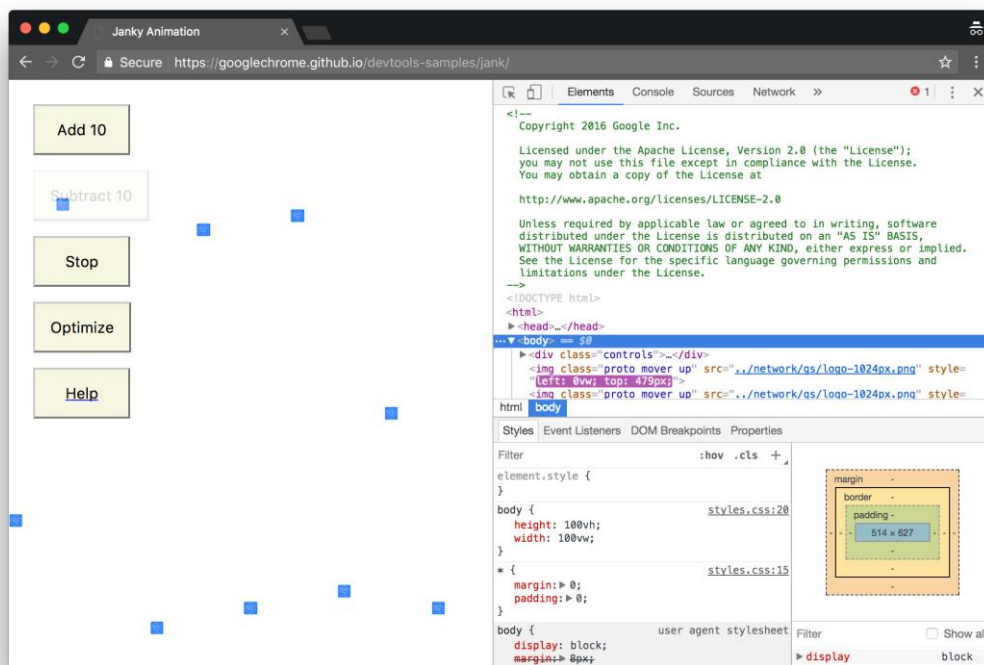 Janky Animation ×
Secure https://googlechrome.github.io/devtools-samples/jank/
Add 10
Subtract 10
Stop
Optimize
Help
Elements Console Sources Network » 1
<!--
Copyright 2016 Google Inc.
Licensed under the Apache License, Version 2.0 (the "License");
you may not use this file except in compliance with the License.
You may obtain a copy of the License at
http://www.apache.org/licenses/LICENSE-2.0
Unless required by applicable law or agreed to in writing, software
distributed under the License is distributed on an "AS IS" BASIS,
WITHOUT WARRANTIES OR CONDITIONS OF ANY KIND, either express or implied.
See the License for the specific language governing permissions and
limitations under the License.
-->
<!DOCTYPE html>
<html>
▶<head>…</head>
…▼<body> == $0
▶<div class="controls">…</div>
<img class="proto mover up" src="../network/gs/logo-1024px.png" style=
"left: 0vw; top: 479px;">
<img class="proto mover up" src="../network/gs/logo-1024px.png" style=
html body
Styles Event Listeners DOM Breakpoints Properties
Filter :hov .cls +
element.style {
}
body { styles.css:20
height: 100vh;
width: 100vw;
}
* { styles.css:15
margin:▶ 0;
padding:▶ 0;
}
body { user agent stylesheet
display: block;
margin:▶ 8px;
margin -
border -
padding -
- - - 514 × 627 - - -
-
-
-
Filter Show al
▶ display block